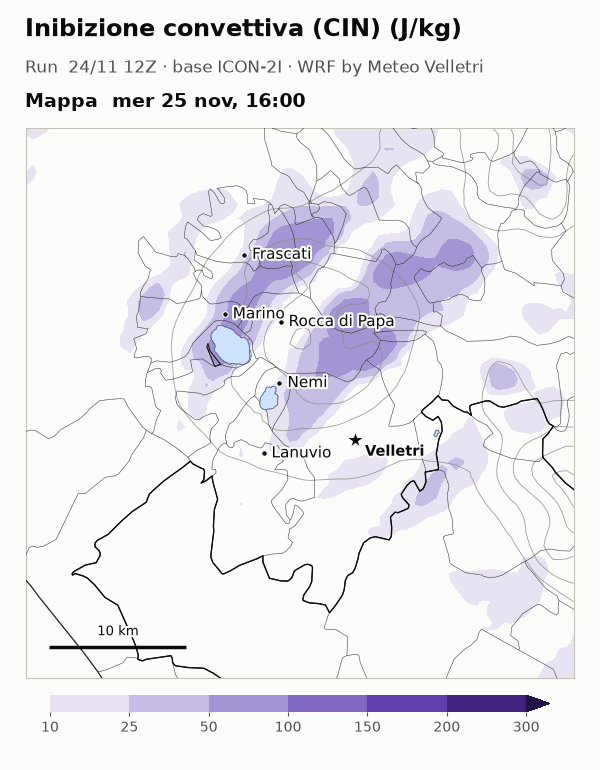 Inibizione convettiva (CIN) (J/kg)
Run 24/11 12Z · base ICON-2I · WRF by Meteo Velletri
Mappa mer 25 nov, 16:00
Frascati
Marino
Rocca di Papa
Nemi
Velletri
Lanuvio
10 km
10 25 50 100 150 200 300